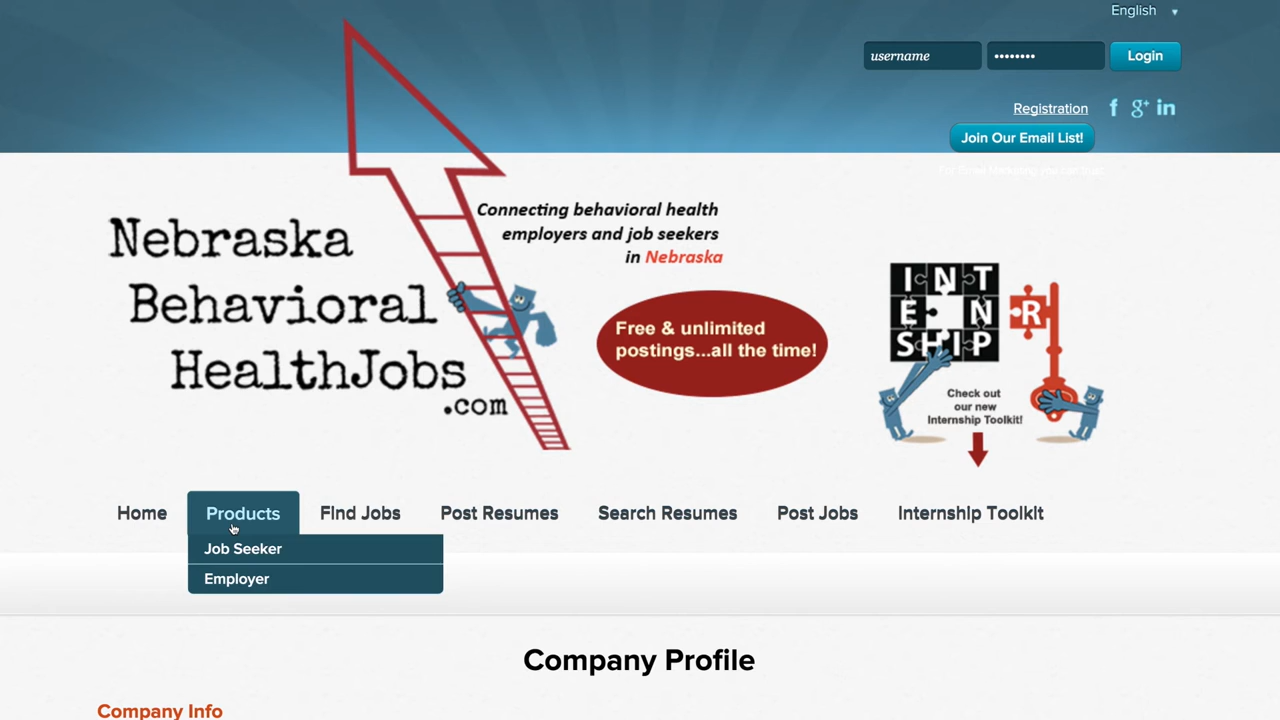 English
username
Login
Registration
Join Our Email List!
Nebraska
Behavioral
HealthJobs
.com
Connecting behavioral health
employers and job seekers
in Nebraska
Free & unlimited
postings...all the time!
INT
E N R
SHIP
Check out
our new
Internship Toolkit!
Home
Products
Find Jobs
Post Resumes
Search Resumes
Post Jobs
Internship Toolkit
Job Seeker
Employer
Company Profile
Company Info